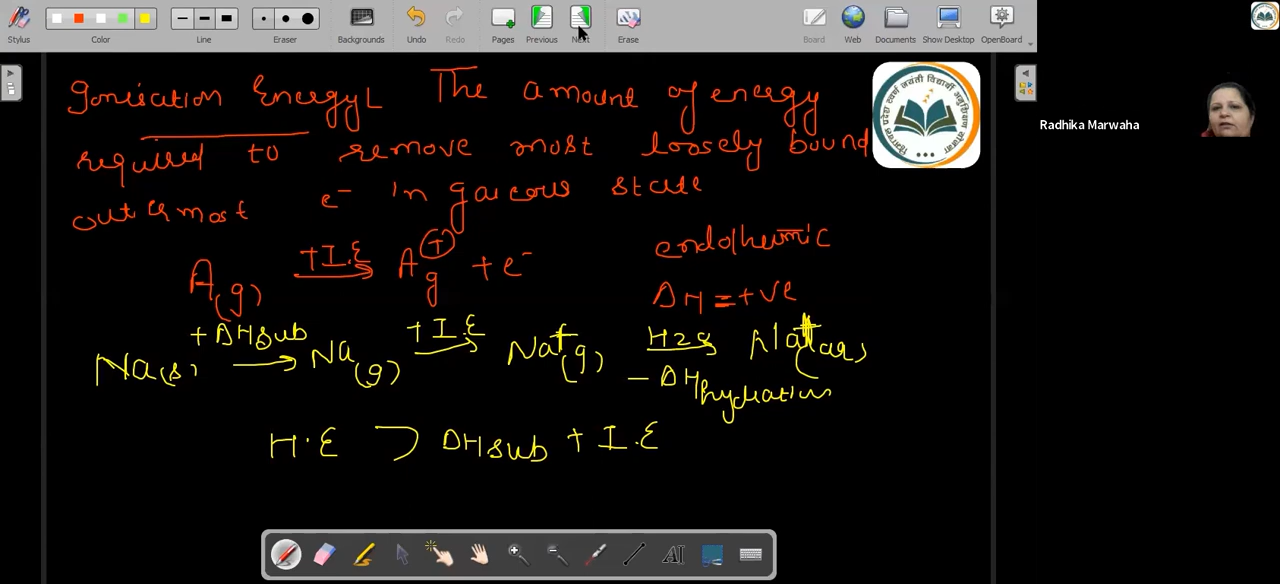 Stylus
Color
Line
Eraser
Backgrounds
Undo
Redo
Pages
Previous
Next
Erase
Board
Web
Documents
Show Desktop
OpenBoard
Ionisation Energy The amount of energy
required to remove most loosely bound
outermost e⁻ in gaseous state
A(g) +I.E → A⁺g + e⁻
endothermic
ΔH = +ve
Na(s) +ΔHsub → Na(g) +I.E → Na⁺(g) H2O → Na⁺(aq)
-ΔHhydration
H.E > ΔHsub + I.E
Radhika Marwaha